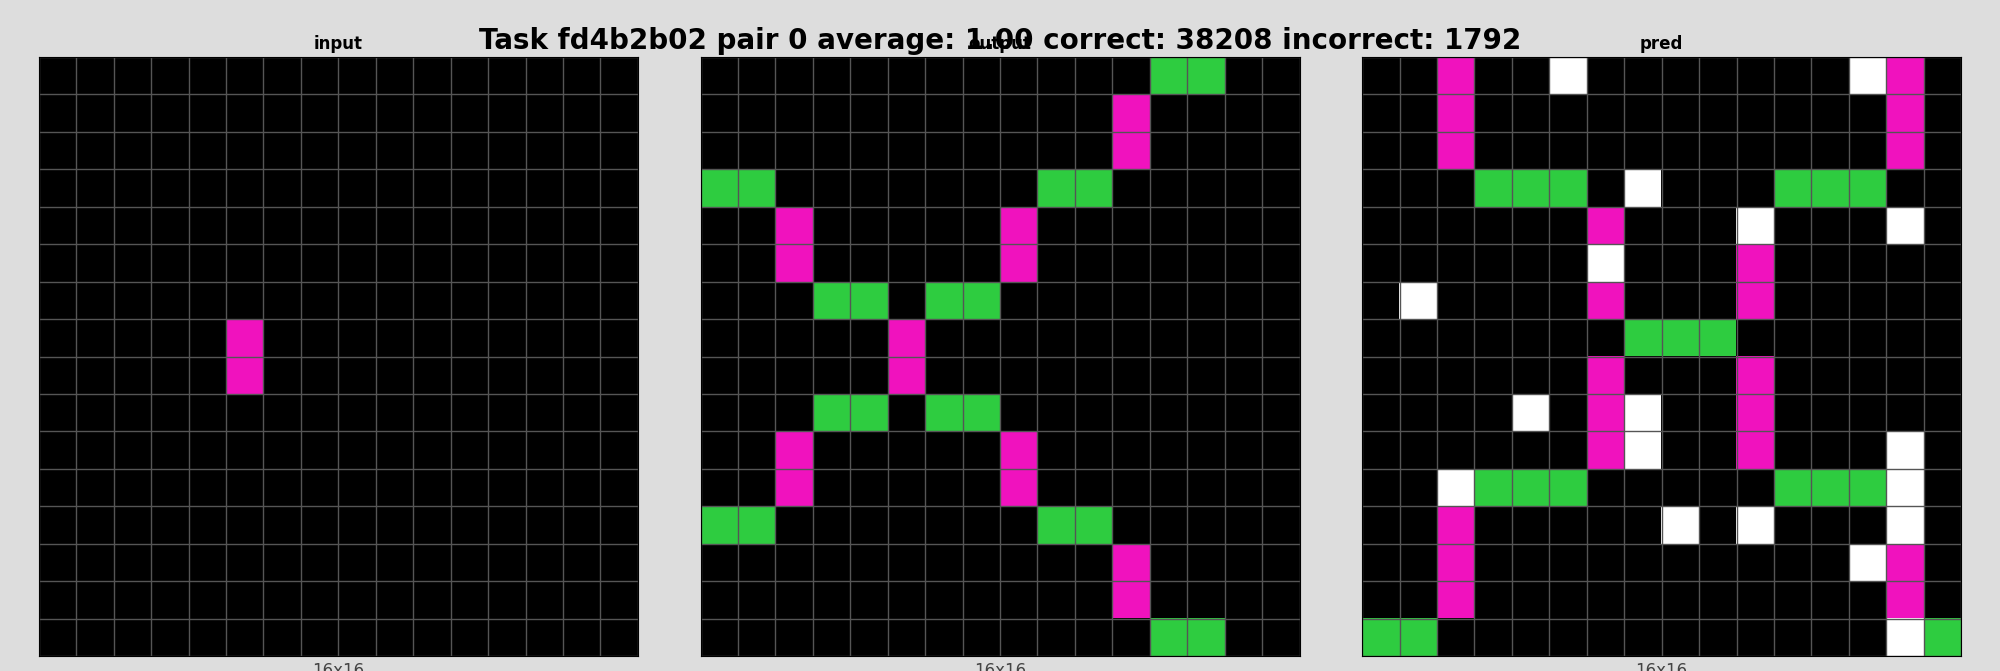 Task fd4b2b02 pair 0 average: 1.00 correct: 38208 incorrect: 1792
input
output
pred
16x16
16x16
16x16